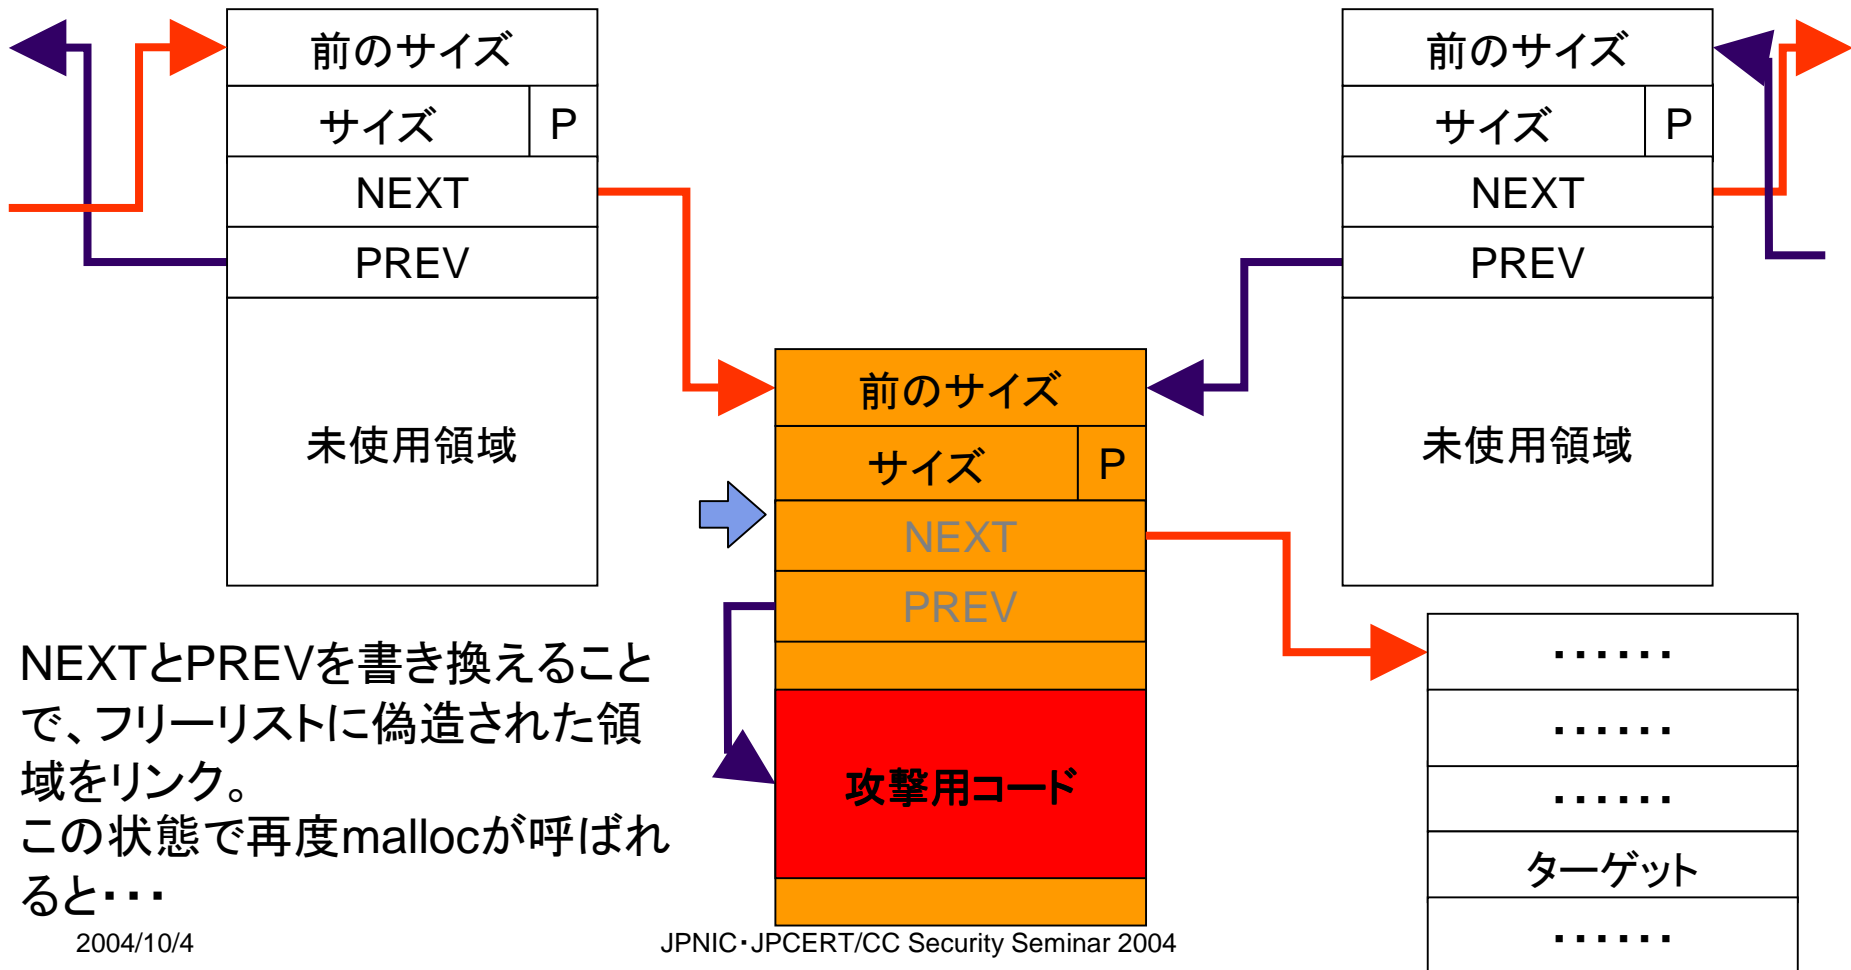 前のサイズ
サイズ P
NEXT
PREV
未使用領域
前のサイズ
サイズ P
NEXT
PREV
未使用領域
前のサイズ
サイズ P
NEXT
PREV
攻撃用コード
・・・・・・
・・・・・・
・・・・・・
ターゲット
・・・・・・
NEXTとPREVを書き換えること
で、フリーリストに偽造された領
域をリンク。
この状態で再度mallocが呼ばれ
ると・・・
2004/10/4
JPNIC・JPCERT/CC Security Seminar 2004